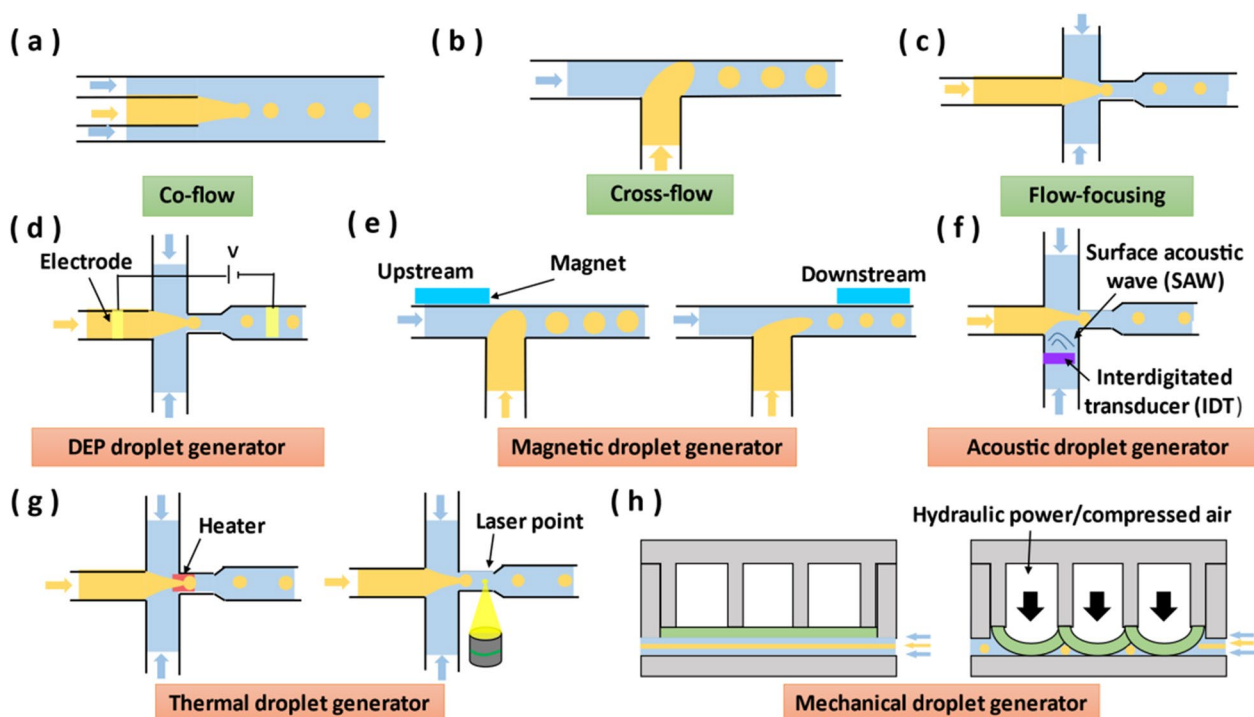 ( a )
( b )
( c )
Co-flow
Cross-flow
Flow-focusing
( d )
V
Electrode
( e )
Upstream
Magnet
Downstream
( f )
Surface acoustic
wave (SAW)
Interdigitated
transducer (IDT)
DEP droplet generator
Magnetic droplet generator
Acoustic droplet generator
( g )
Heater
Laser point
( h )
Hydraulic power/compressed air
Thermal droplet generator
Mechanical droplet generator